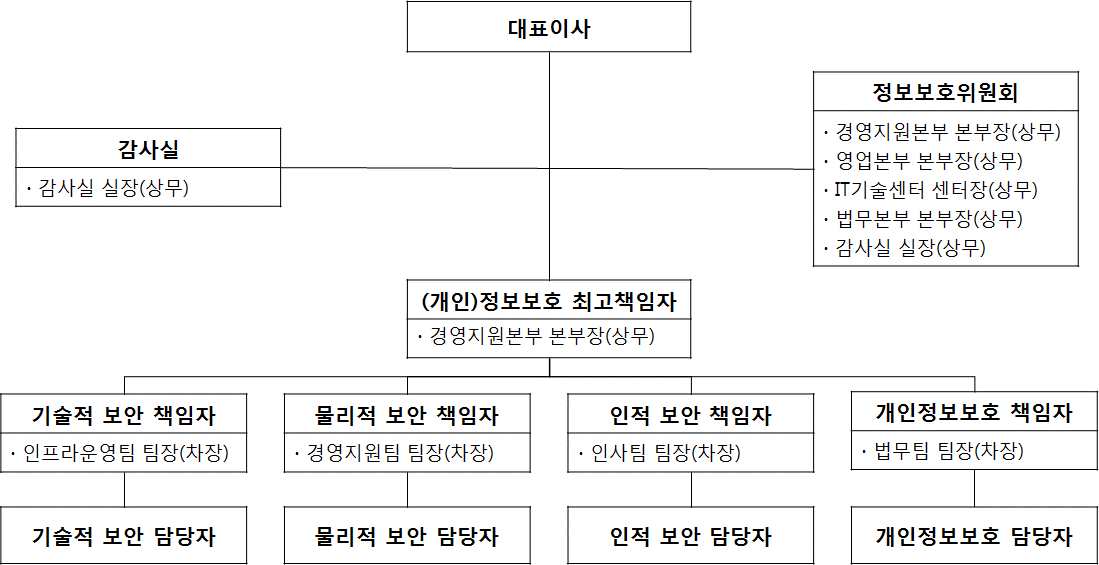 대표이사
정보보호위원회
· 경영지원본부 본부장(상무)
· 영업본부 본부장(상무)
· IT기술센터 센터장(상무)
· 법무본부 본부장(상무)
· 감사실 실장(상무)
감사실
· 감사실 실장(상무)
(개인)정보보호 최고책임자
· 경영지원본부 본부장(상무)
기술적 보안 책임자
· 인프라운영팀 팀장(차장)
물리적 보안 책임자
· 경영지원팀 팀장(차장)
인적 보안 책임자
· 인사팀 팀장(차장)
개인정보보호 책임자
· 법무팀 팀장(차장)
기술적 보안 담당자
물리적 보안 담당자
인적 보안 담당자
개인정보보호 담당자